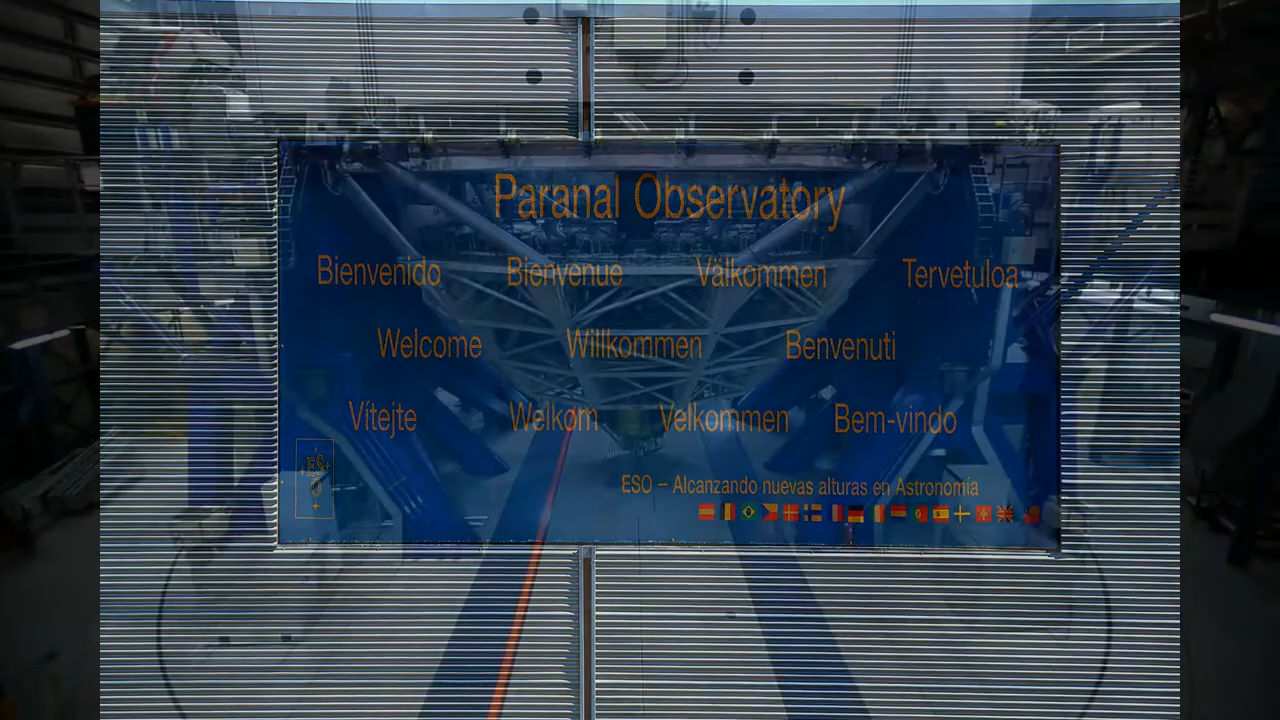 Paranal Observatory
Bienvenido Bienvenue Välkommen Tervetuloa
Welcome Willkommen Benvenuti
Vítejte Welkom Velkommen Bem-vindo
ESO
ESO – Alcanzando nuevas alturas en Astronomía